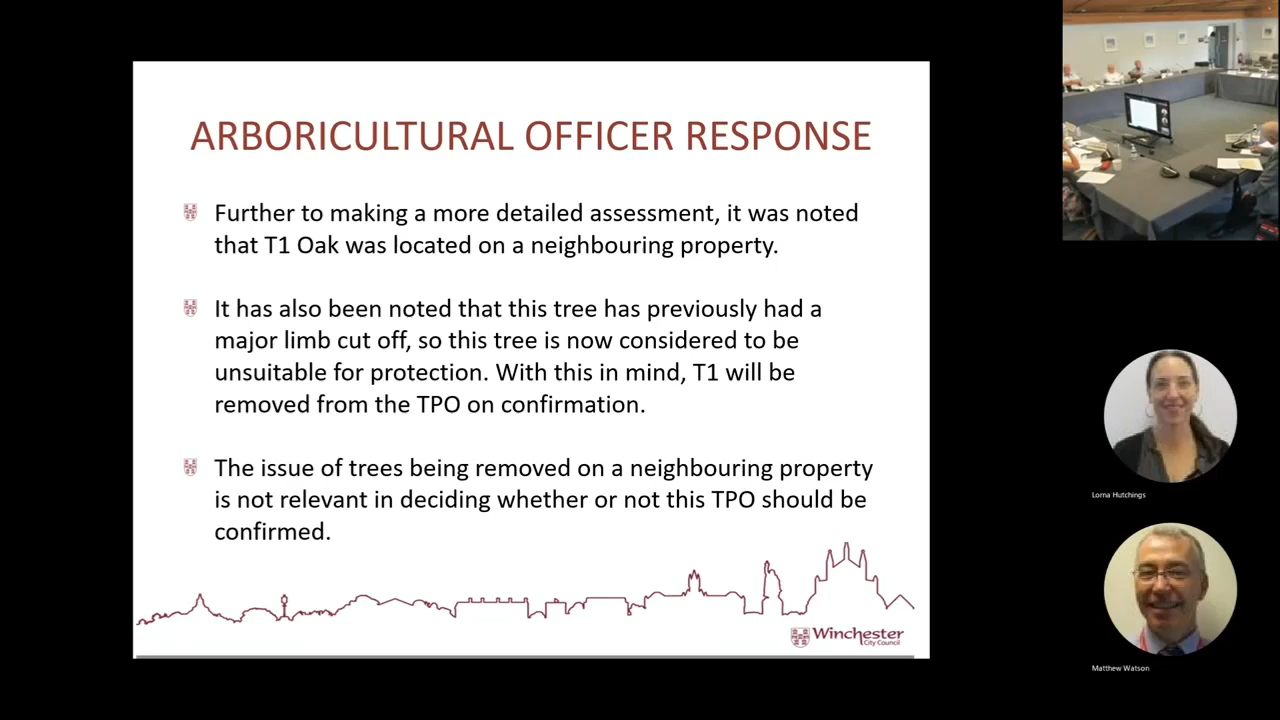 ARBORICULTURAL OFFICER RESPONSE
Further to making a more detailed assessment, it was noted
that T1 Oak was located on a neighbouring property.
It has also been noted that this tree has previously had a
major limb cut off, so this tree is now considered to be
unsuitable for protection. With this in mind, T1 will be
removed from the TPO on confirmation.
The issue of trees being removed on a neighbouring property
is not relevant in deciding whether or not this TPO should be
confirmed.
Winchester
City Council
Lorna Hutchings
Matthew Watson